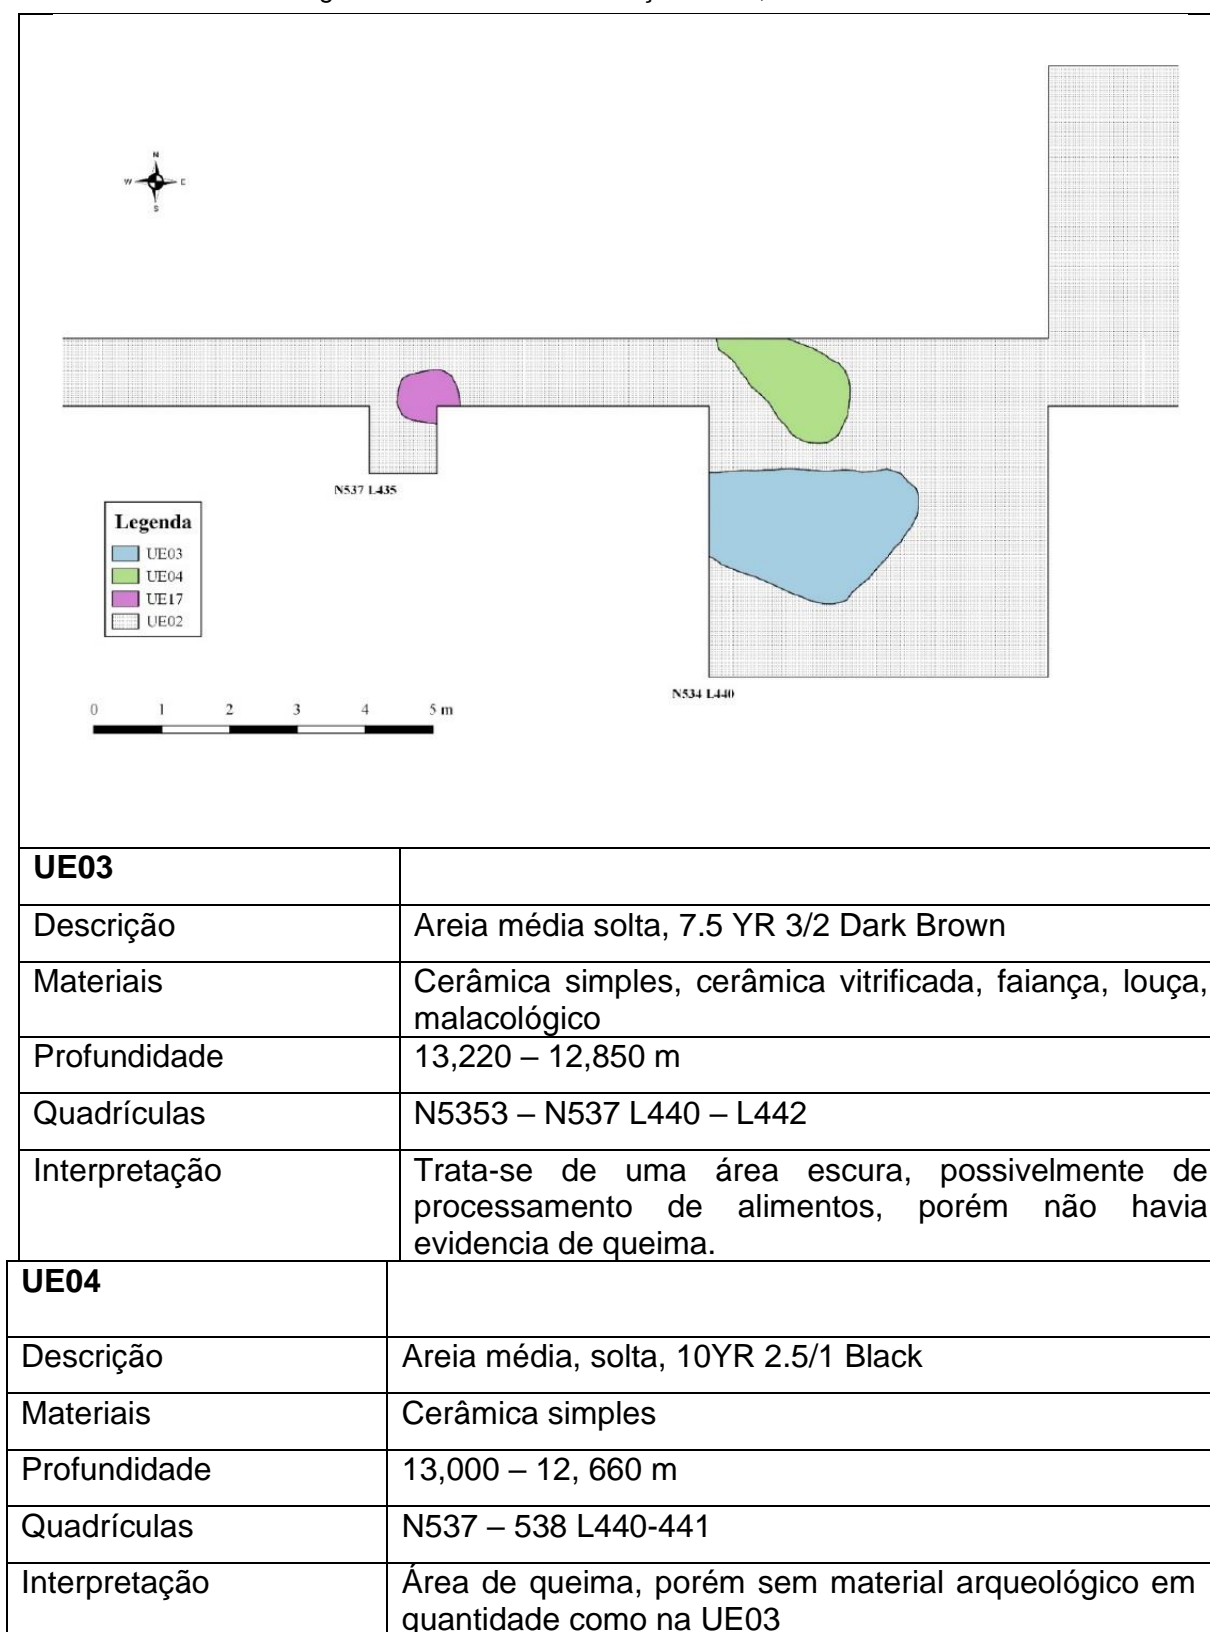 N
W E
S
N537 L435
Legenda
UE03
UE04
UE17
UE02
N534 L440
0 1 2 3 4 5 m
UE03
Descrição Areia média solta, 7.5 YR 3/2 Dark Brown
Materiais Cerâmica simples, cerâmica vitrificada, faiança, louça,
malacológico
Profundidade 13,220 – 12,850 m
Quadrículas N5353 – N537 L440 – L442
Interpretação Trata-se de uma área escura, possivelmente de
processamento de alimentos, porém não havia
evidencia de queima.
UE04
Descrição Areia média, solta, 10YR 2.5/1 Black
Materiais Cerâmica simples
Profundidade 13,000 – 12, 660 m
Quadrículas N537 – 538 L440-441
Interpretação Área de queima, porém sem material arqueológico em
quantidade como na UE03